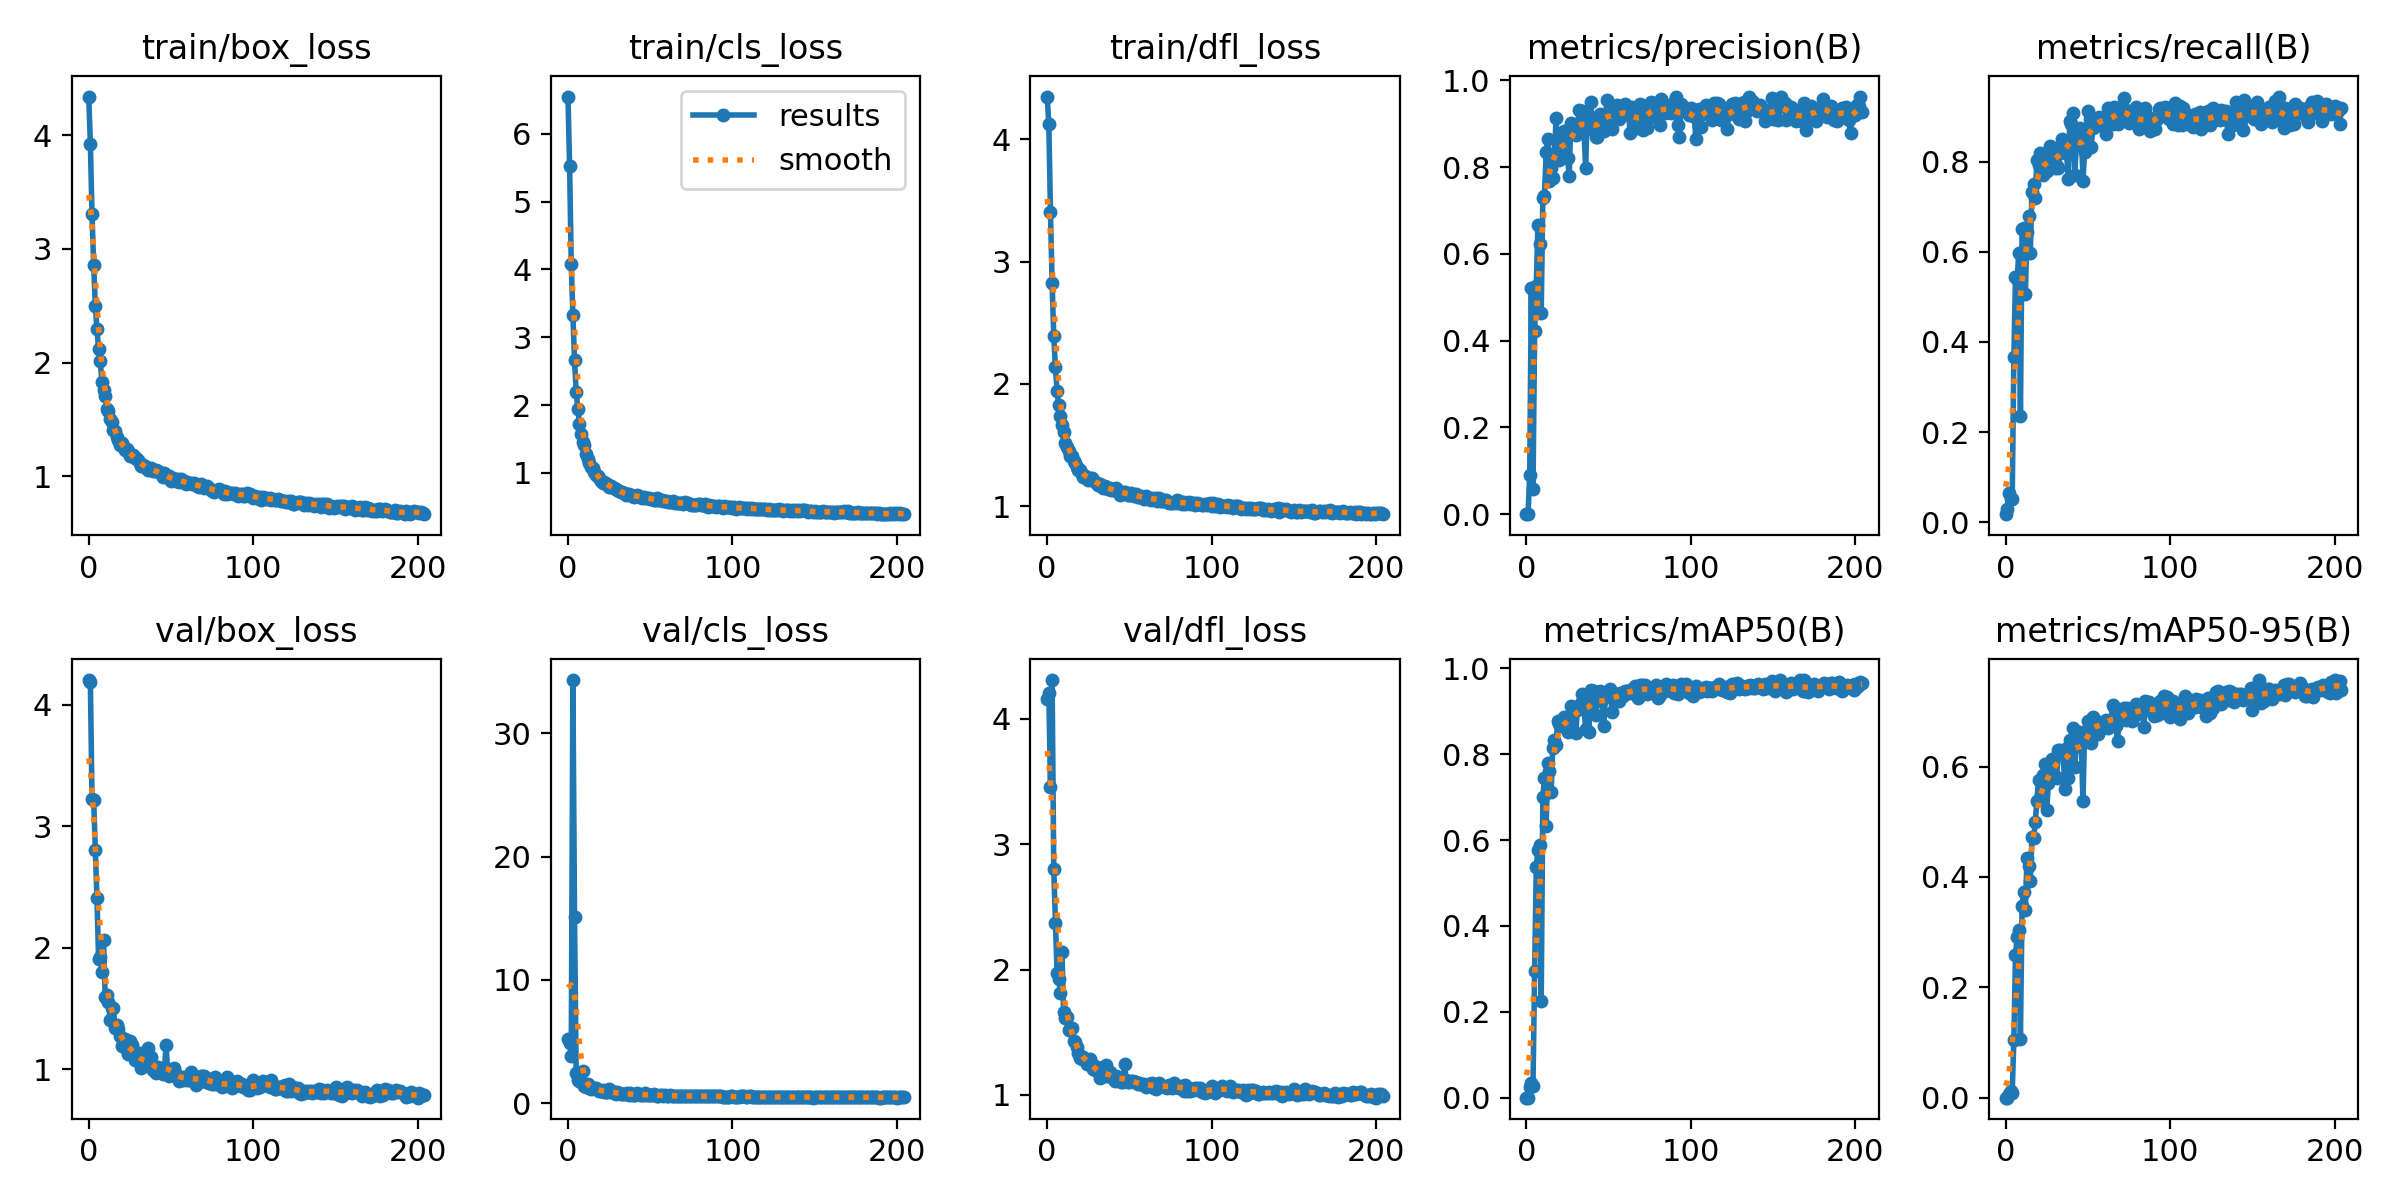 train/box_loss
4
3
2
1
0 100 200
train/cls_loss
results
smooth
6
5
4
3
2
1
0 100 200
train/dfl_loss
4
3
2
1
0 100 200
metrics/precision(B)
1.0
0.8
0.6
0.4
0.2
0.0
0 100 200
metrics/recall(B)
0.8
0.6
0.4
0.2
0.0
0 100 200
val/box_loss
4
3
2
1
0 100 200
val/cls_loss
30
20
10
0
0 100 200
val/dfl_loss
4
3
2
1
0 100 200
metrics/mAP50(B)
1.0
0.8
0.6
0.4
0.2
0.0
0 100 200
metrics/mAP50-95(B)
0.6
0.4
0.2
0.0
0 100 200